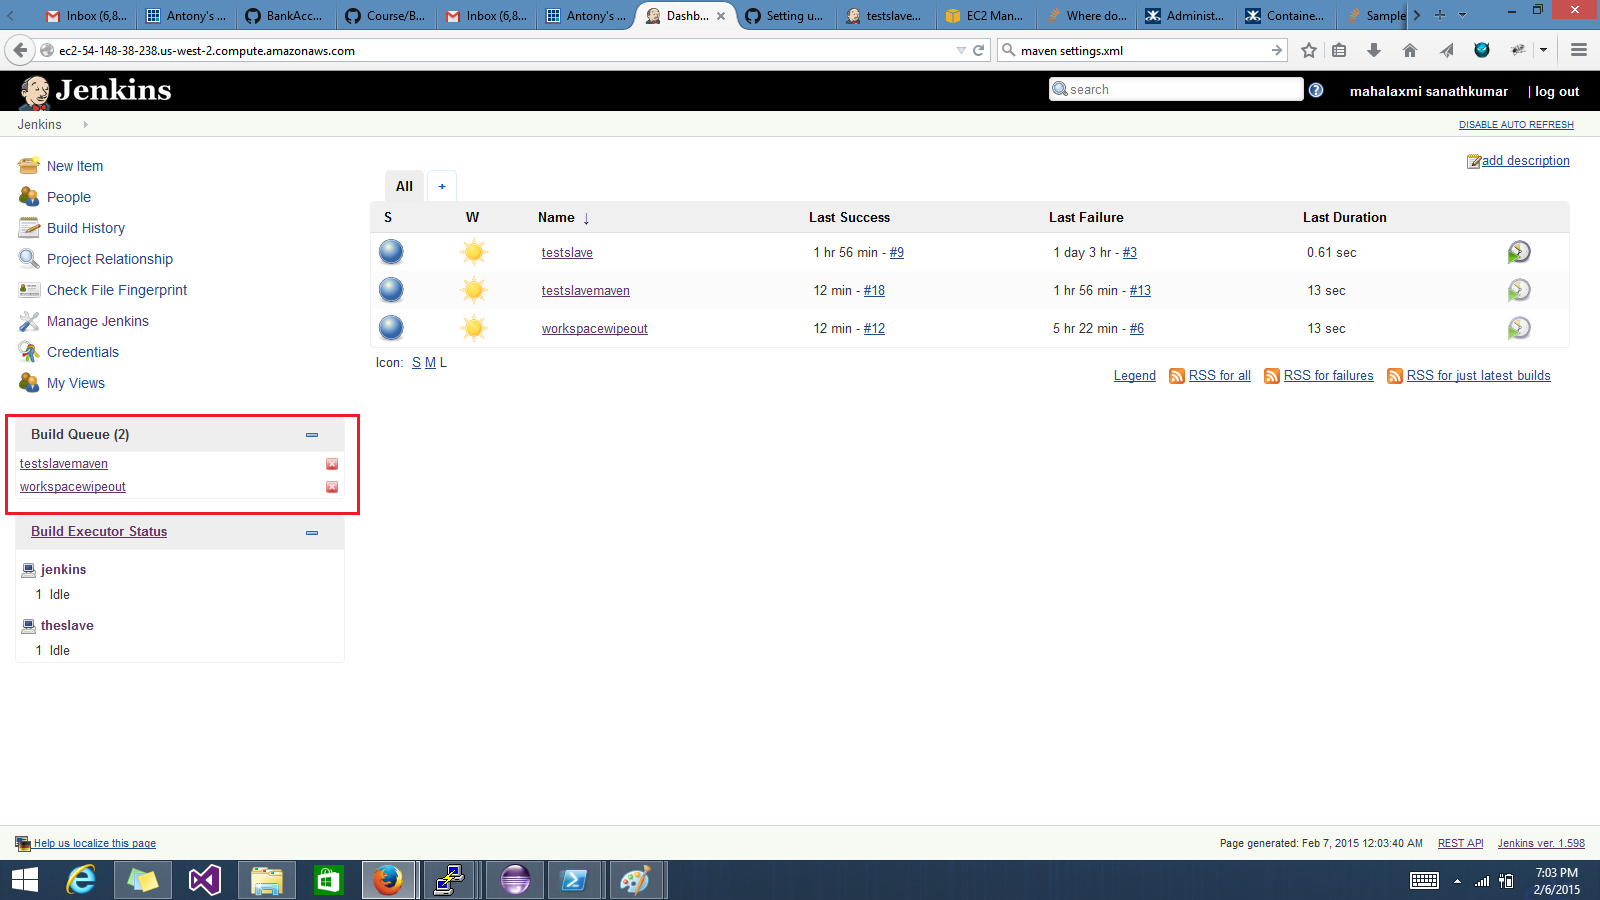 Inbox (6,8...
Antony's ...
BankAcc...
Course/B...
Inbox (6,8...
Antony's ...
Dashb...
Setting u...
testslave...
EC2 Man...
Where do...
Administ...
Containe...
Sample
ec2-54-148-38-238.us-west-2.compute.amazonaws.com
maven settings.xml
Jenkins
search
mahalaxmi sanathkumar | log out
Jenkins
DISABLE AUTO REFRESH
New Item
People
Build History
Project Relationship
Check File Fingerprint
Manage Jenkins
Credentials
My Views
Build Queue (2)
testslavemaven
workspacewipeout
Build Executor Status
jenkins
1 Idle
theslave
1 Idle
add description
All +
S W Name ↓ Last Success Last Failure Last Duration
testslave 1 hr 56 min - #9 1 day 3 hr - #3 0.61 sec
testslavemaven 12 min - #18 1 hr 56 min - #13 13 sec
workspacewipeout 12 min - #12 5 hr 22 min - #6 13 sec
Icon: S M L
Legend RSS for all RSS for failures RSS for just latest builds
Help us localize this page
Page generated: Feb 7, 2015 12:03:40 AM REST API Jenkins ver. 1.598
7:03 PM
2/6/2015